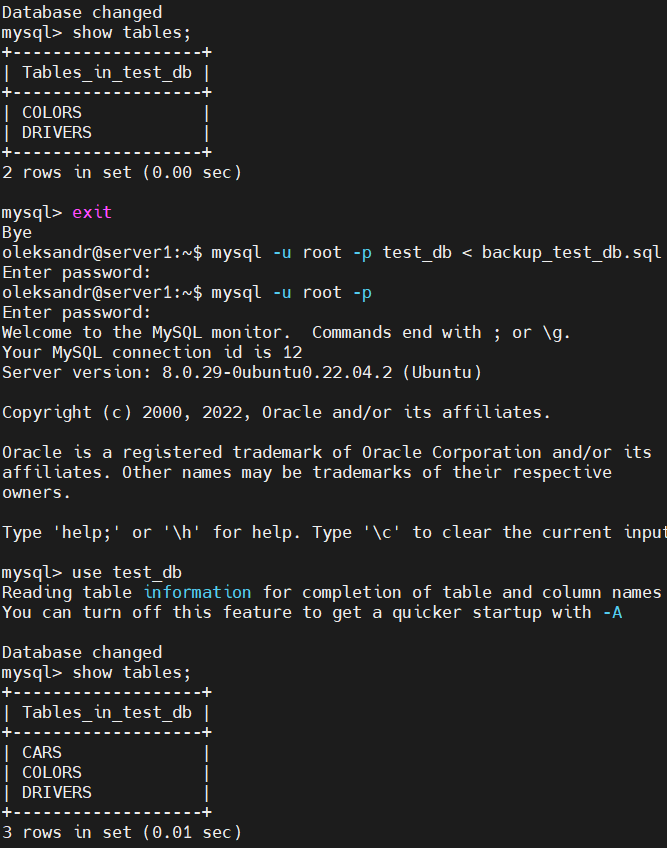 Database changed
mysql> show tables;
+-------------------+
| Tables_in_test_db |
+-------------------+
| COLORS            |
| DRIVERS           |
+-------------------+
2 rows in set (0.00 sec)

mysql> exit
Bye
oleksandr@server1:~$ mysql -u root -p test_db < backup_test_db.sql
Enter password:
oleksandr@server1:~$ mysql -u root -p
Enter password:
Welcome to the MySQL monitor.  Commands end with ; or \g.
Your MySQL connection id is 12
Server version: 8.0.29-0ubuntu0.22.04.2 (Ubuntu)

Copyright (c) 2000, 2022, Oracle and/or its affiliates.

Oracle is a registered trademark of Oracle Corporation and/or its
affiliates. Other names may be trademarks of their respective
owners.

Type 'help;' or '\h' for help. Type '\c' to clear the current input

mysql> use test_db
Reading table information for completion of table and column names
You can turn off this feature to get a quicker startup with -A

Database changed
mysql> show tables;
+-------------------+
| Tables_in_test_db |
+-------------------+
| CARS              |
| COLORS            |
| DRIVERS           |
+-------------------+
3 rows in set (0.01 sec)